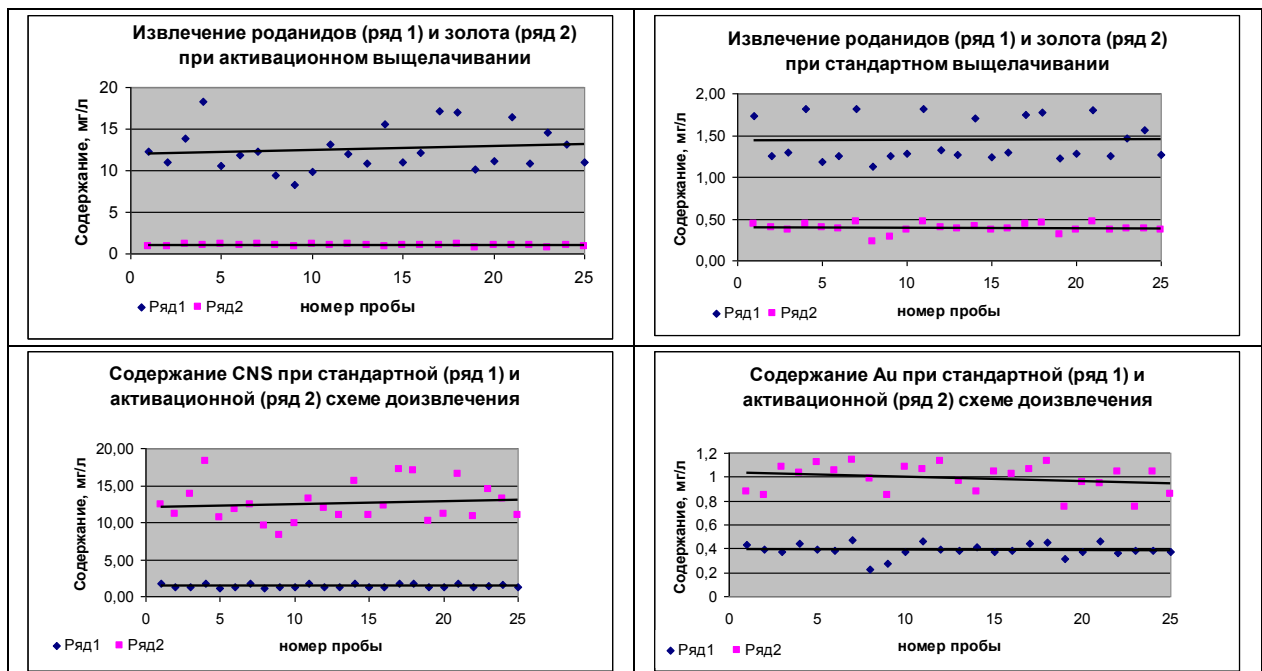 Извлечение роданидов (ряд 1) и золота (ряд 2)
при активационном выщелачивании
20
15
10
5
0
Содержание, мг/л
0
5
10
15
20
25
номер пробы
Ряд1
Ряд2
Извлечение роданидов (ряд 1) и золота (ряд 2)
при стандартном выщелачивании
2,00
1,50
1,00
0,50
0,00
Содержание, мг/л
0
5
10
15
20
25
номер пробы
Ряд1
Ряд2
Содержание CNS при стандартной (ряд 1) и
активационной (ряд 2) схеме доизвлечения
20,00
15,00
10,00
5,00
0,00
Содержание, мг/л
0
5
10
15
20
25
номер пробы
Ряд1
Ряд2
Содержание Au при стандартной (ряд 1) и
активационной (ряд 2) схеме доизвлечения
1,2
1
0,8
0,6
0,4
0,2
0
Содержание, мг/л
0
5
10
15
20
25
номер пробы
Ряд1
Ряд2